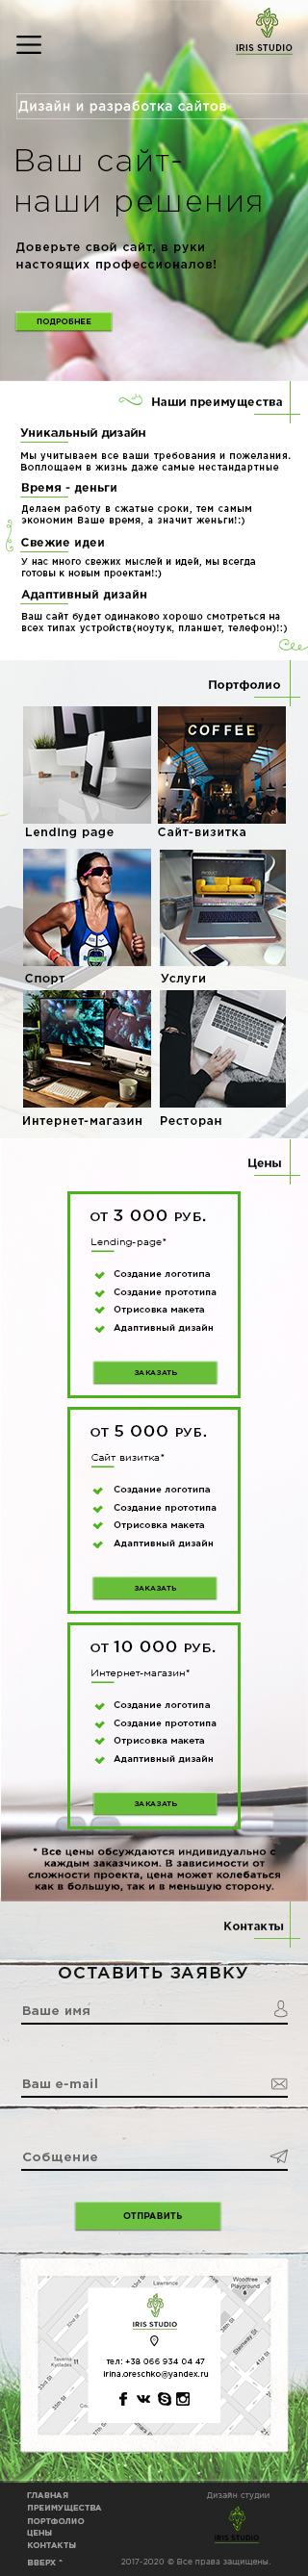 IRIS STUDIO
Дизайн и разработка сайтов
Ваш сайт-
наши решения
Доверьте свой сайт, в руки
настоящих профессионалов!
ПОДРОБНЕЕ
Наши преимущества
Уникальный дизайн
Мы учитываем все ваши требования и пожелания.
Воплощаем в жизнь даже самые нестандартные
Время - деньги
Делаем работу в сжатые сроки, тем самым
экономим Ваше время, а значит женьги!:)
Свежие идеи
У нас много свежих мыслей и идей, мы всегда
готовы к новым проектам!:)
Адаптивный дизайн
Ваш сайт будет одинаково хорошо смотреться на
всех типах устройств(ноутук, планшет, телефон)!:)
Портфолио
COFFEE
Lending page
Сайт-визитка
Спорт
Услуги
Интернет-магазин
Ресторан
Цены
ОТ 3 000 РУБ.
Lending-page*
Создание логотипа
Создание прототипа
Отрисовка макета
Адаптивный дизайн
ЗАКАЗАТЬ
ОТ 5 000 РУБ.
Сайт визитка*
Создание логотипа
Создание прототипа
Отрисовка макета
Адаптивный дизайн
ЗАКАЗАТЬ
ОТ 10 000 РУБ.
Интернет-магазин*
Создание логотипа
Создание прототипа
Отрисовка макета
Адаптивный дизайн
ЗАКАЗАТЬ
* Все цены обсуждаются индивидуально с
каждым заказчиком. В зависимости от
сложности проекта, цена может колебаться
как в большую, так и в меньшую сторону.
Контакты
ОСТАВИТЬ ЗАЯВКУ
Ваше имя
Ваш e-mail
Собщение
ОТПРАВИТЬ
Lawrence
Woodtree
Playground
IRIS STUDIO
тел: +38 066 934 04 47
irina.oreschko@yandex.ru
ГЛАВНАЯ
ПРЕИМУЩЕСТВА
ПОРТФОЛИО
ЦЕНЫ
КОНТАКТЫ
ВВЕРХ ^
Дизайн студии
IRIS STUDIO
2017-2020 © Все права защищены.